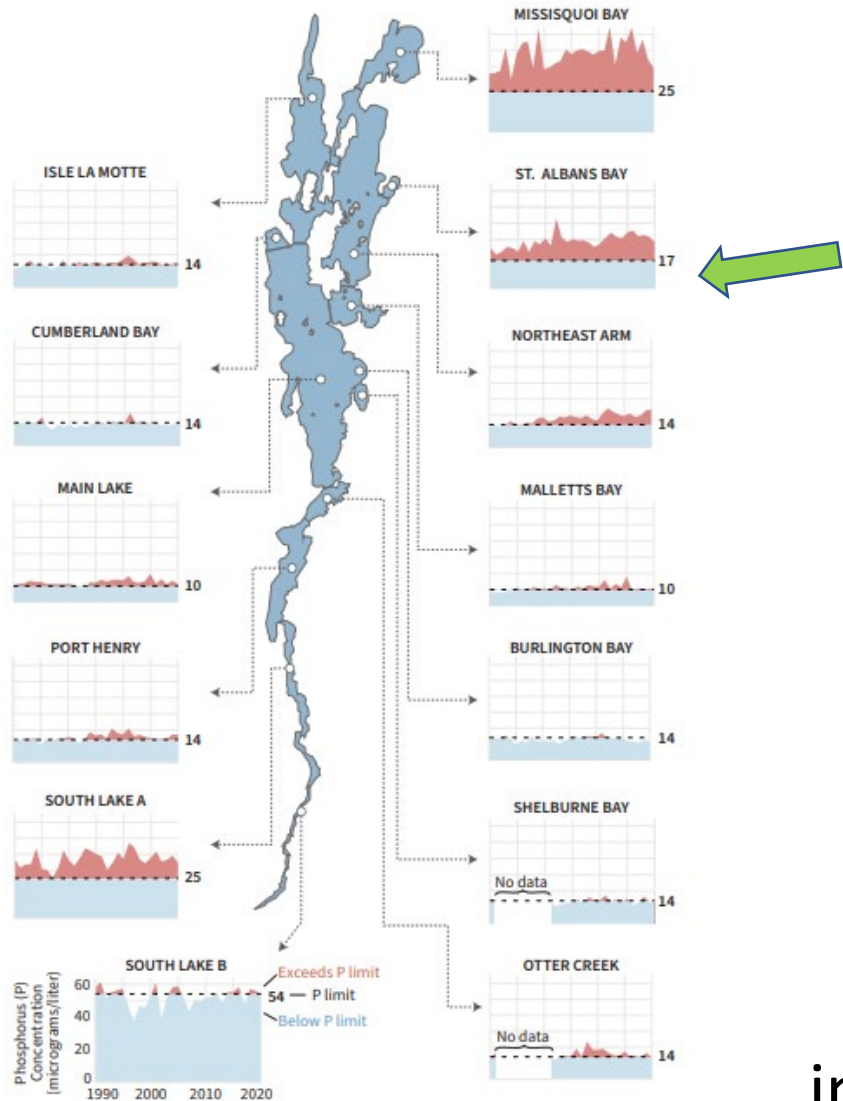 MISSISQUOI BAY
25
ISLE LA MOTTE
14
ST. ALBANS BAY
17
CUMBERLAND BAY
14
NORTHEAST ARM
14
MAIN LAKE
10
MALLETTS BAY
10
PORT HENRY
14
BURLINGTON BAY
14
SOUTH LAKE A
25
SHELBURNE BAY
No data
14
SOUTH LAKE B
Phosphorus (P)
Concentration
(micrograms/liter)
60
40
20
0
1990 2000 2010 2020
Exceeds P limit
54 — P limit
Below P limit
OTTER CREEK
No data
14